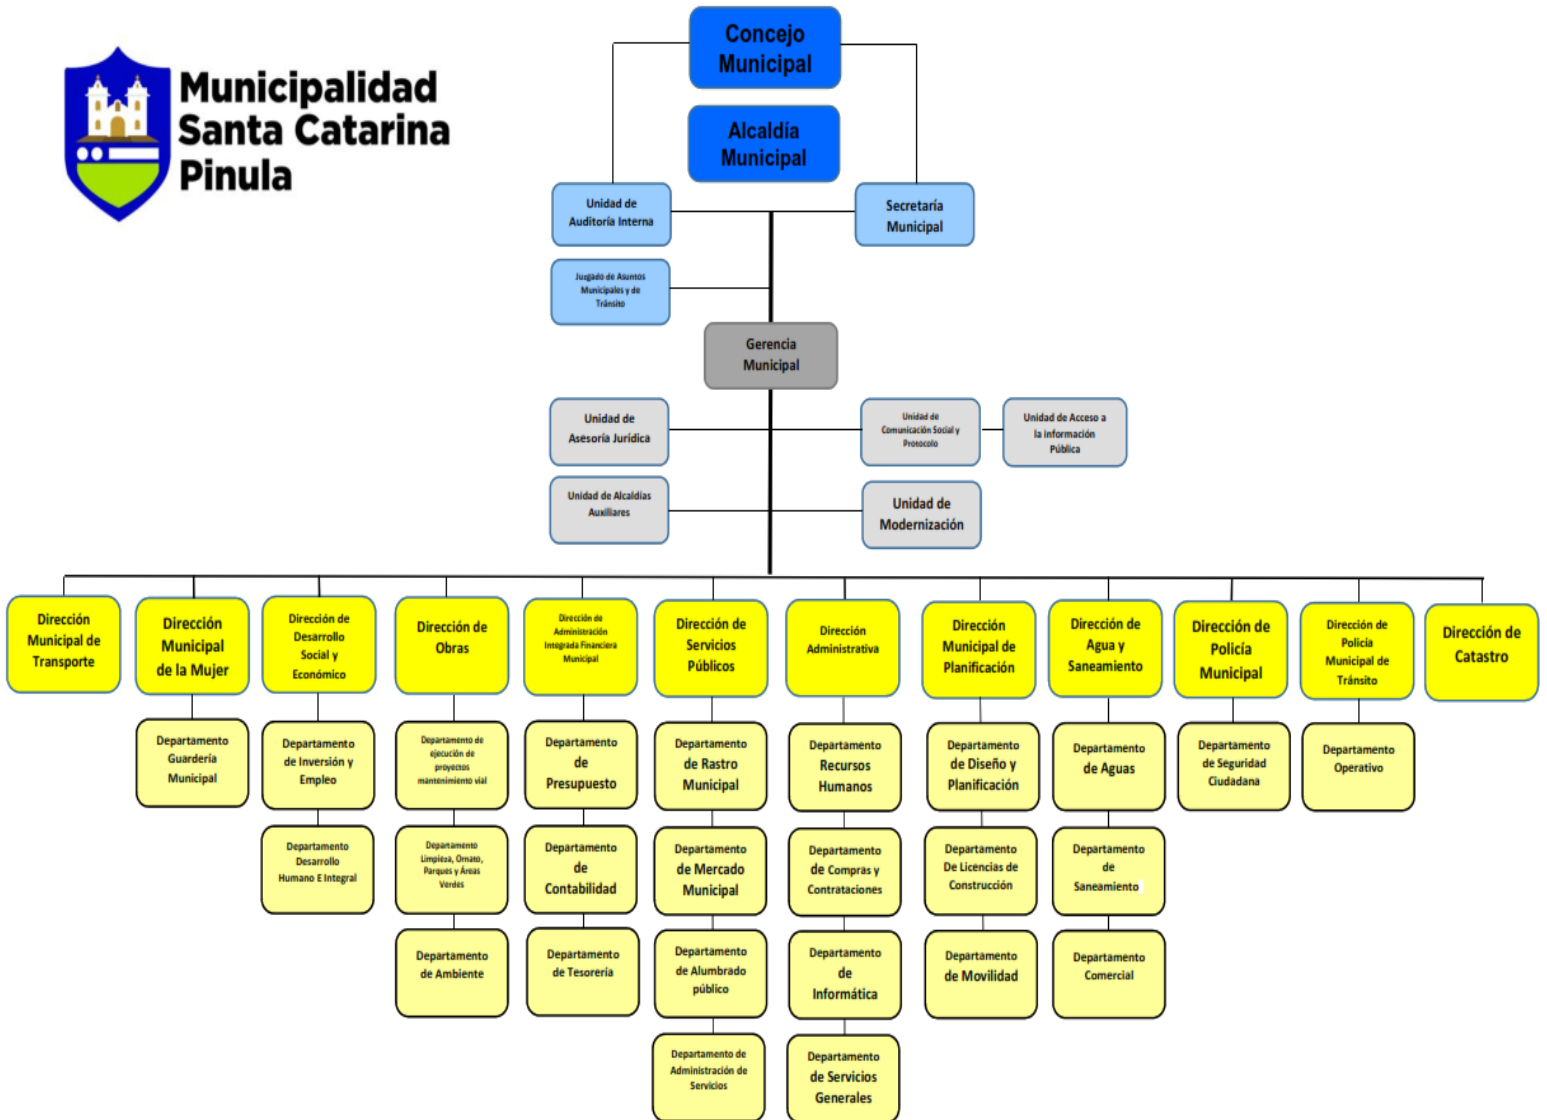 Municipalidad
Santa Catarina
Pinula
Concejo
Municipal
Alcaldía
Municipal
Unidad de
Auditoría Interna
Secretaría
Municipal
Juzgado de Asuntos
Municipales y de
Tránsito
Gerencia
Municipal
Unidad de
Asesoría Jurídica
Unidad de
Comunicación Social y
Protocolo
Unidad de Acceso a
la información
Pública
Unidad de Alcaldías
Auxiliares
Unidad de
Modernización
Dirección
Municipal de
Transporte
Dirección
Municipal
de la Mujer
Dirección de
Desarrollo
Social y
Económico
Dirección de
Obras
Dirección de
Administración
Integrada Financiera
Municipal
Dirección de
Servicios
Públicos
Dirección
Administrativa
Dirección
Municipal de
Planificación
Dirección de
Agua y
Saneamiento
Dirección de
Policía
Municipal
Dirección de
Policía
Municipal de
Tránsito
Dirección de
Catastro
Departamento
Guardería
Municipal
Departamento
de Inversión y
Empleo
Departamento de
ejecución de
proyectos
mantenimiento vial
Departamento
de
Presupuesto
Departamento
de Rastro
Municipal
Departamento
Recursos
Humanos
Departamento
de Diseño y
Planificación
Departamento
de Aguas
Departamento
de Seguridad
Ciudadana
Departamento
Operativo
Departamento
Desarrollo
Humano E Integral
Departamento
Limpieza, Ornato,
Parques y Áreas
Verdes
Departamento
de
Contabilidad
Departamento
de Mercado
Municipal
Departamento
de Compras y
Contrataciones
Departamento
De Licencias de
Construcción
Departamento
de
Saneamiento
Departamento
de Ambiente
Departamento
de Tesorería
Departamento
de Alumbrado
público
Departamento
de
Informática
Departamento
de Movilidad
Departamento
Comercial
Departamento de
Administración de
Servicios
Departamento
de Servicios
Generales